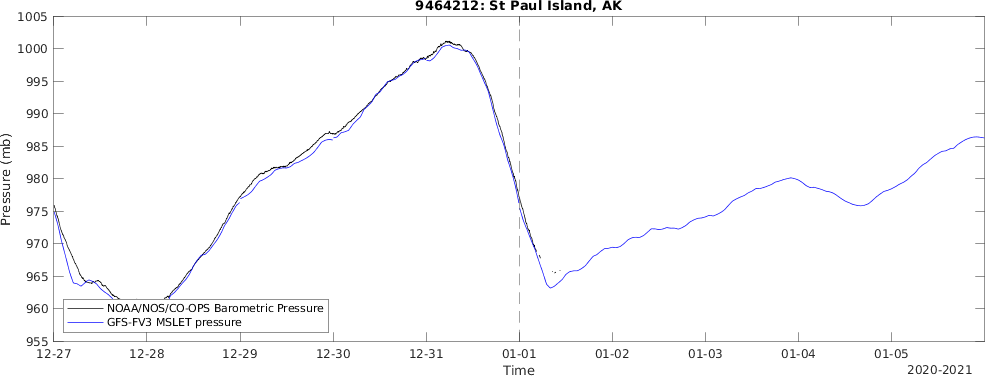 9464212: St Paul Island, AK
1005
1000
995
990
985
980
975
970
965
960
955
Pressure (mb)
NOAA/NOS/CO-OPS Barometric Pressure
GFS-FV3 MSLET pressure
12-27 12-28 12-29 12-30 12-31 01-01 01-02 01-03 01-04 01-05
Time
2020-2021